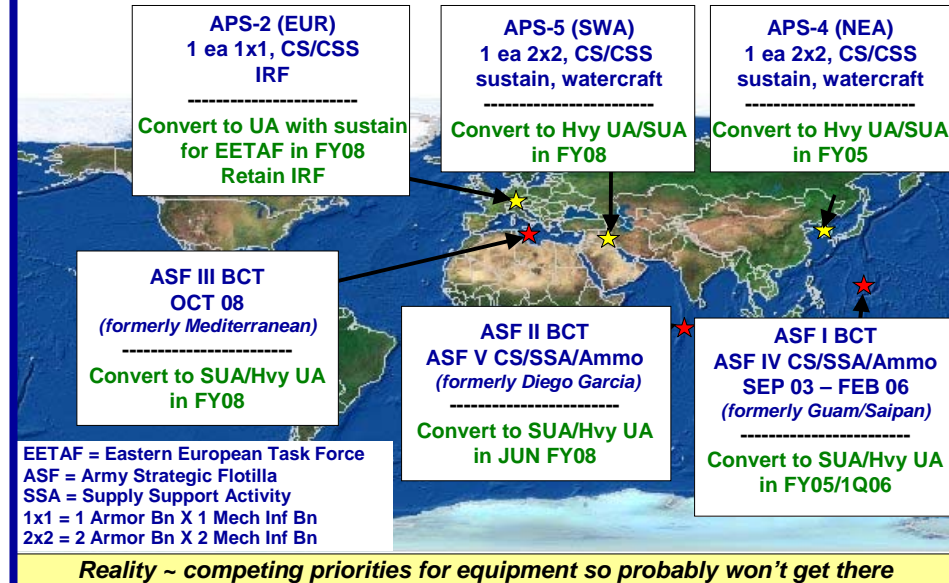 APS-2 (EUR)
1 ea 1x1, CS/CSS
IRF
-------------------------
Convert to UA with sustain
for EETAF in FY08
Retain IRF
APS-5 (SWA)
1 ea 2x2, CS/CSS
sustain, watercraft
-------------------------
Convert to Hvy UA/SUA
in FY08
APS-4 (NEA)
1 ea 2x2, CS/CSS
sustain, watercraft
-------------------------
Convert to Hvy UA/SUA
in FY05
ASF III BCT
OCT 08
(formerly Mediterranean)
-------------------------
Convert to SUA/Hvy UA
in FY08
ASF II BCT
ASF V CS/SSA/Ammo
(formerly Diego Garcia)
-------------------------
Convert to SUA/Hvy UA
in JUN FY08
ASF I BCT
ASF IV CS/SSA/Ammo
SEP 03 – FEB 06
(formerly Guam/Saipan)
-------------------------
Convert to SUA/Hvy UA
in FY05/1Q06
EETAF = Eastern European Task Force
ASF = Army Strategic Flotilla
SSA = Supply Support Activity
1x1 = 1 Armor Bn X 1 Mech Inf Bn
2x2 = 2 Armor Bn X 2 Mech Inf Bn
Reality ~ competing priorities for equipment so probably won't get there